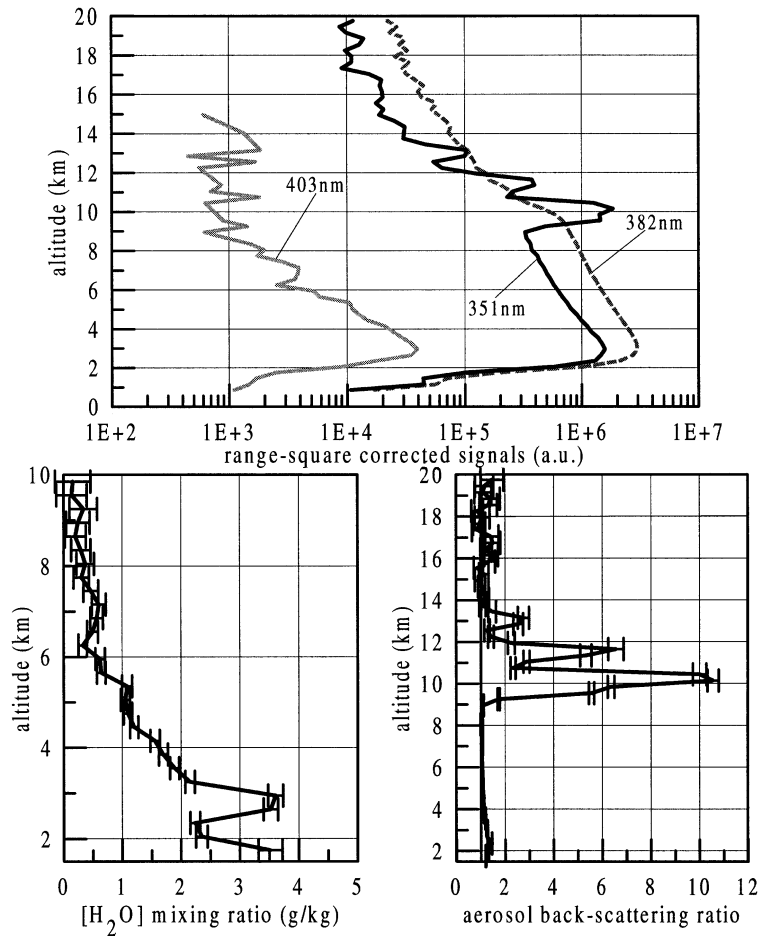 20
18
16
14
12
10
8
6
4
2
0
altitude (km)
403nm
382nm
351nm
1E+2 1E+3 1E+4 1E+5 1E+6 1E+7
range-square corrected signals (a.u.)
10
8
6
4
2
altitude (km)
0 1 2 3 4 5
[H2O] mixing ratio (g/kg)
20
18
16
14
12
10
8
6
4
2
altitude (km)
0 2 4 6 8 10 12
aerosol back-scattering ratio